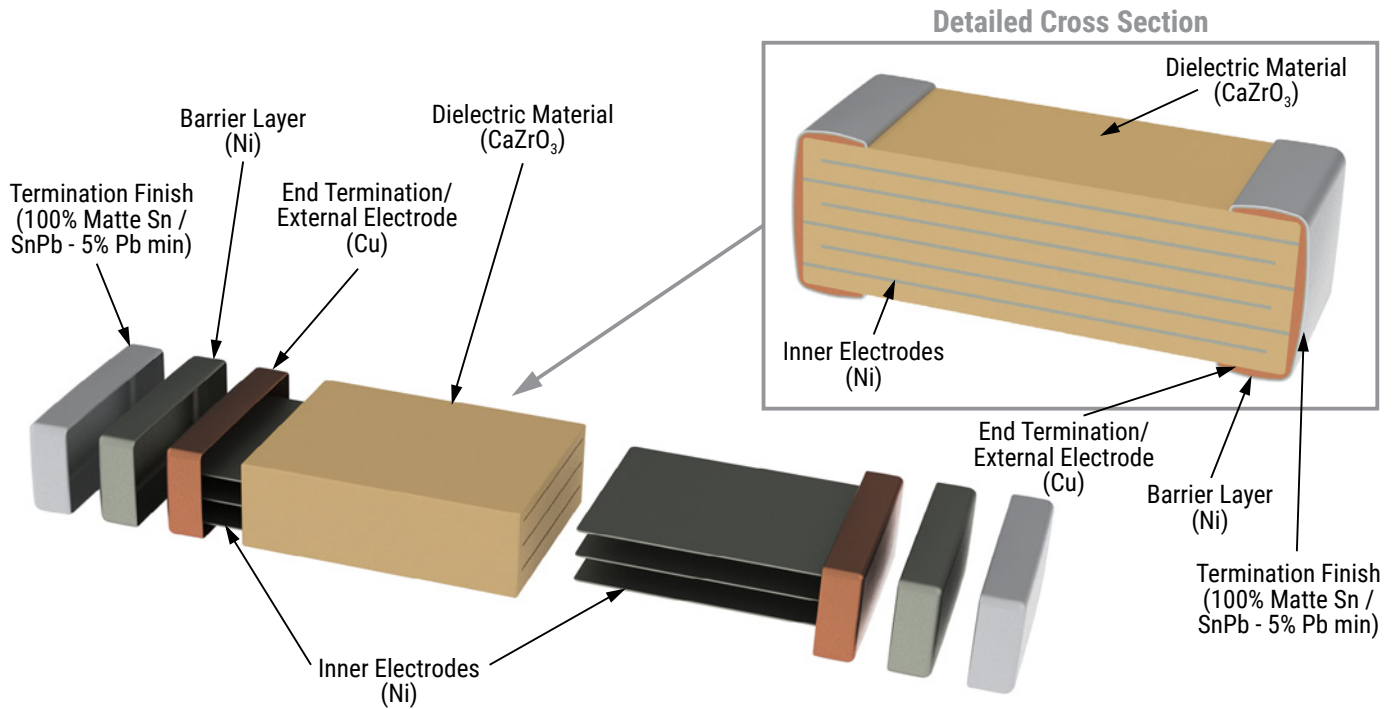 Detailed Cross Section
Dielectric Material
(CaZrO₃)
Barrier Layer
(Ni)
Dielectric Material
(CaZrO₃)
Termination Finish
(100% Matte Sn /
SnPb - 5% Pb min)
End Termination/
External Electrode
(Cu)
Inner Electrodes
(Ni)
End Termination/
External Electrode
(Cu)
Barrier Layer
(Ni)
Termination Finish
(100% Matte Sn /
SnPb - 5% Pb min)
Inner Electrodes
(Ni)